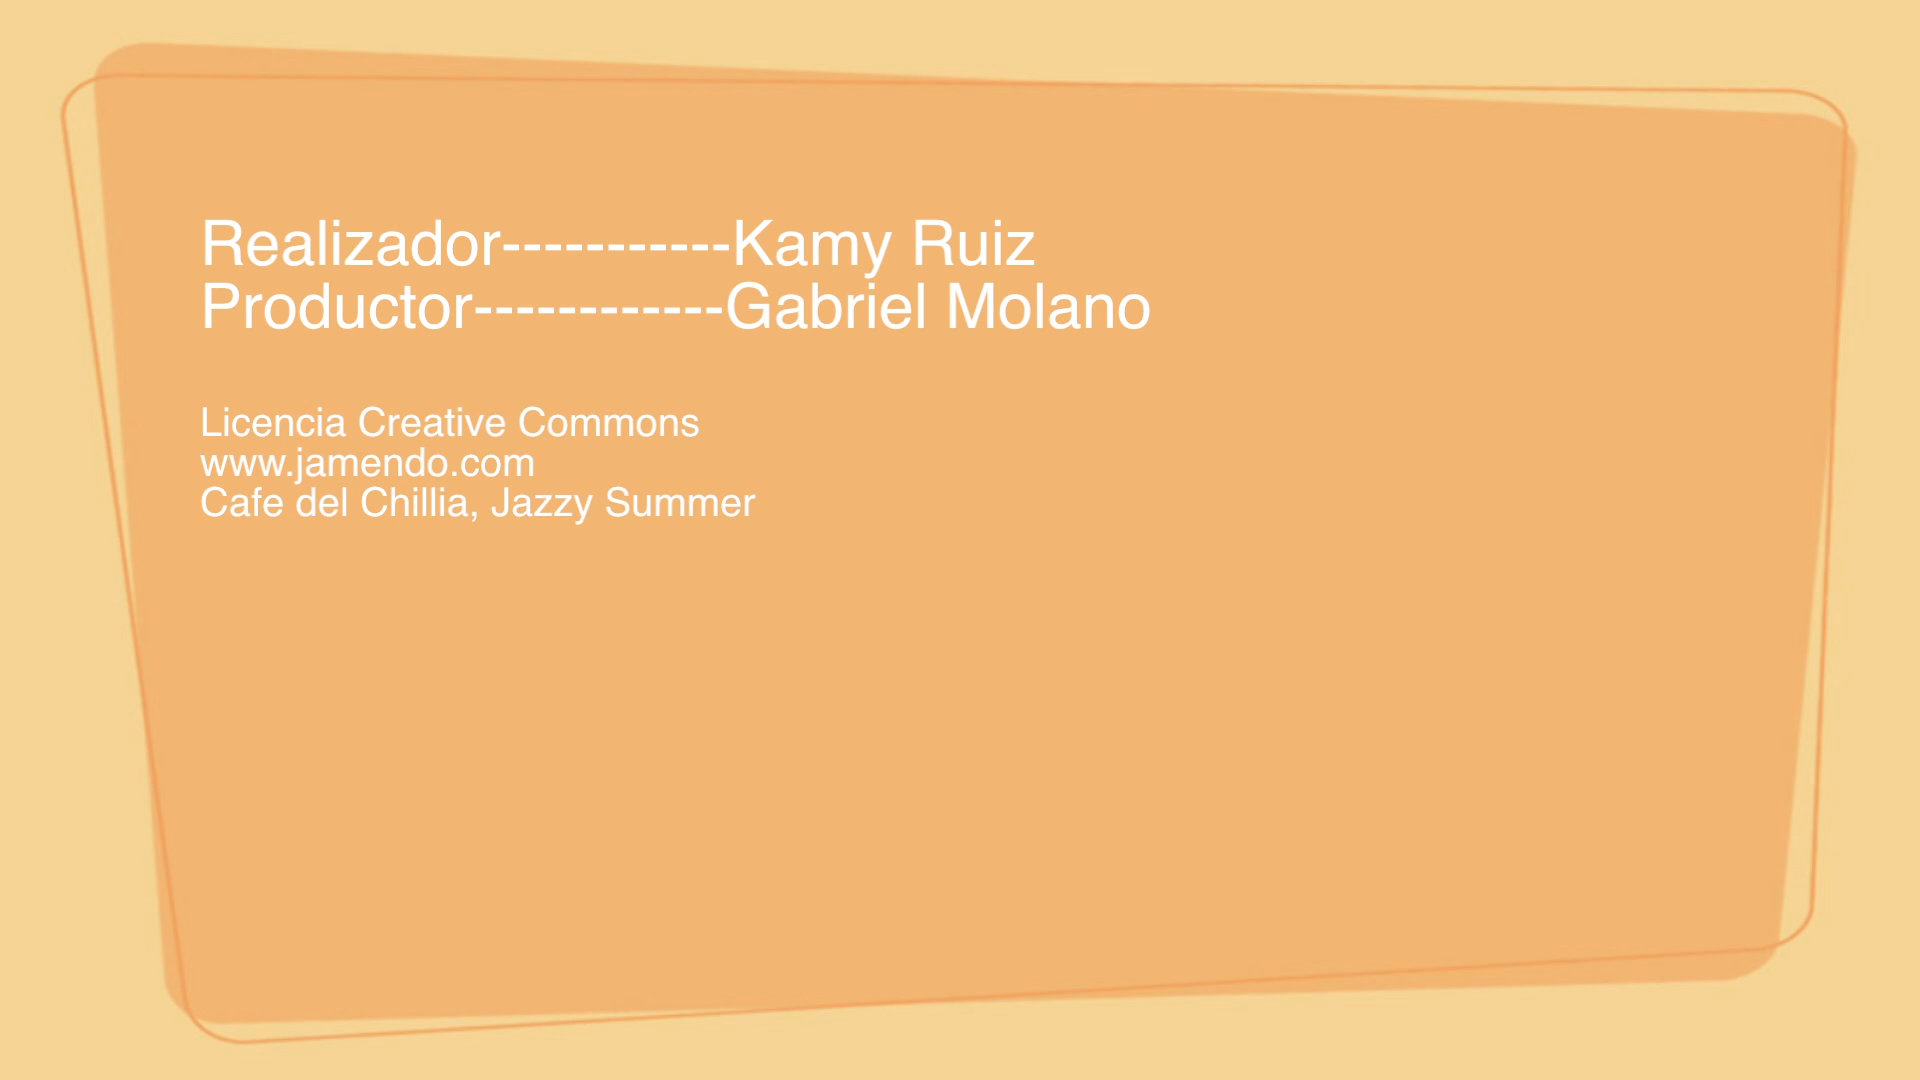 Realizador-----------Kamy Ruiz
Productor------------Gabriel Molano
Licencia Creative Commons
www.jamendo.com
Cafe del Chillia, Jazzy Summer